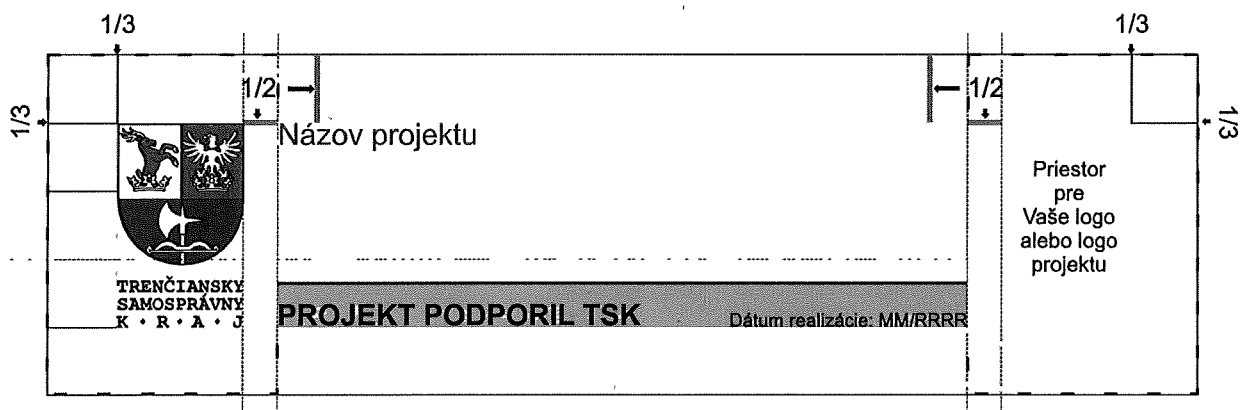 1/3
1/3
1/2
1/2
1/3
1/3
Názov projektu
Priestor
pre
Vaše logo
alebo logo
projektu
TRENČIANSKY
SAMOSPRÁVNY
K · R · A · J
PROJEKT PODPORIL TSK
Dátum realizácie: MM/RRRR